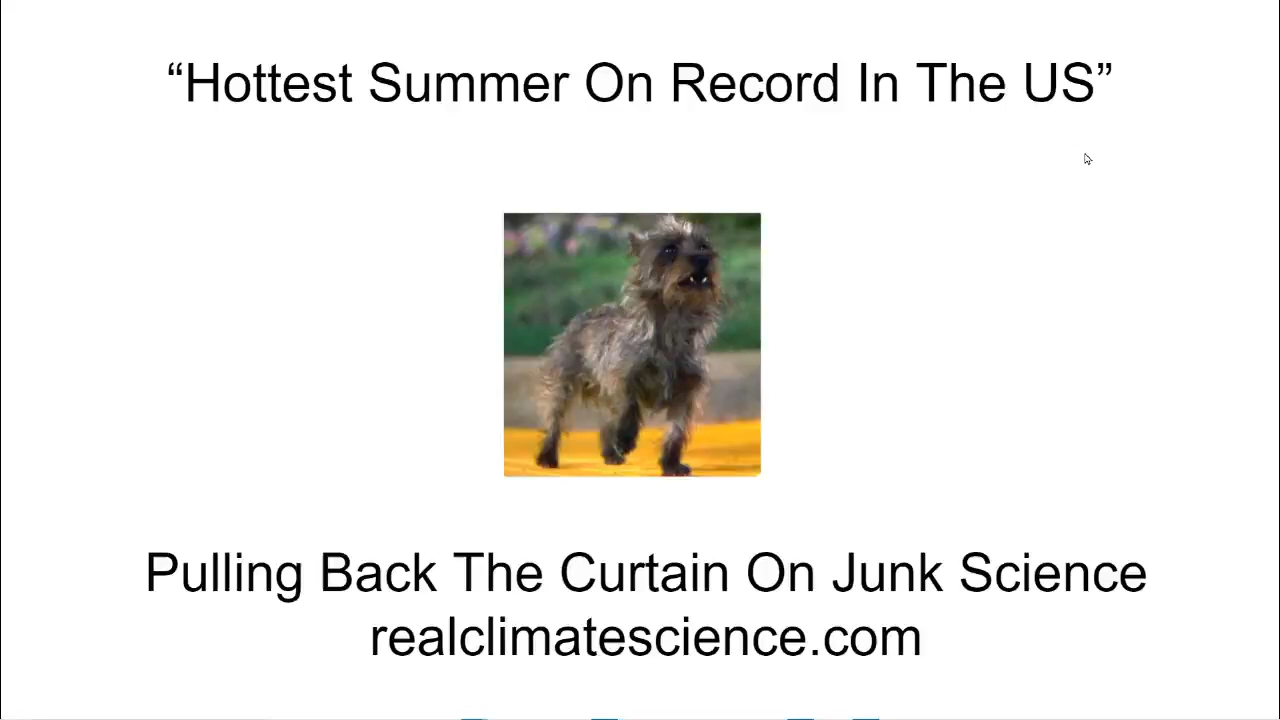 “Hottest Summer On Record In The US”
Pulling Back The Curtain On Junk Science
realclimatescience.com